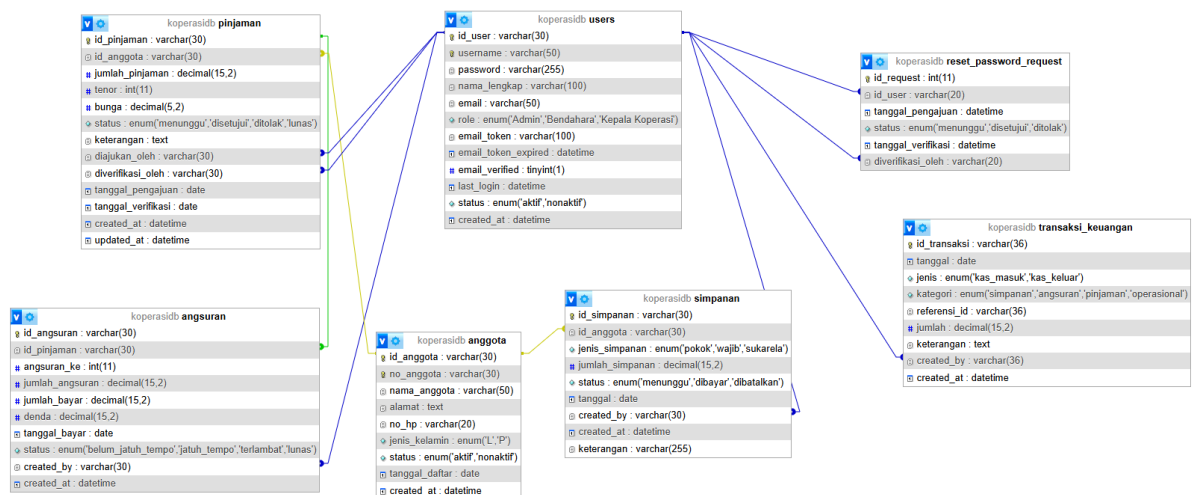 koperasidb pinjaman
id_pinjaman : varchar(30)
id_anggota : varchar(30)
jumlah_pinjaman : decimal(15,2)
tenor : int(11)
bunga : decimal(5,2)
status : enum('menunggu','disetujui','ditolak','lunas')
keterangan : text
diajukan_oleh : varchar(30)
diverifikasi_oleh : varchar(30)
tanggal_pengajuan : date
tanggal_verifikasi : date
created_at : datetime
updated_at : datetime
koperasidb users
id_user : varchar(30)
username : varchar(50)
password : varchar(255)
nama_lengkap : varchar(100)
email : varchar(50)
role : enum('Admin','Bendahara','Kepala Koperasi')
email_token : varchar(100)
email_token_expired : datetime
email_verified : tinyint(1)
last_login : datetime
status : enum('aktif','nonaktif')
created_at : datetime
koperasidb reset_password_request
id_request : int(11)
id_user : varchar(20)
tanggal_pengajuan : datetime
status : enum('menunggu','disetujui','ditolak')
tanggal_verifikasi : datetime
diverifikasi_oleh : varchar(20)
koperasidb transaksi_keuangan
id_transaksi : varchar(36)
tanggal : date
jenis : enum('kas_masuk','kas_keluar')
kategori : enum('simpanan','angsuran','pinjaman','operasional')
referensi_id : varchar(36)
jumlah : decimal(15,2)
keterangan : text
created_by : varchar(36)
created_at : datetime
koperasidb angsuran
id_angsuran : varchar(30)
id_pinjaman : varchar(30)
angsuran_ke : int(11)
jumlah_angsuran : decimal(15,2)
jumlah_bayar : decimal(15,2)
denda : decimal(15,2)
tanggal_bayar : date
status : enum('belum_jatuh_tempo','jatuh_tempo','terlambat','lunas')
created_by : varchar(30)
created_at : datetime
koperasidb anggota
id_anggota : varchar(30)
no_anggota : varchar(30)
nama_anggota : varchar(50)
alamat : text
no_hp : varchar(20)
jenis_kelamin : enum('L','P')
status : enum('aktif','nonaktif')
tanggal_daftar : date
created_at : datetime
koperasidb simpanan
id_simpanan : varchar(30)
id_anggota : varchar(30)
jenis_simpanan : enum('pokok','wajib','sukarela')
jumlah_simpanan : decimal(15,2)
status : enum('menunggu','dibayar','dibatalkan')
tanggal : date
created_by : varchar(30)
created_at : datetime
keterangan : varchar(255)